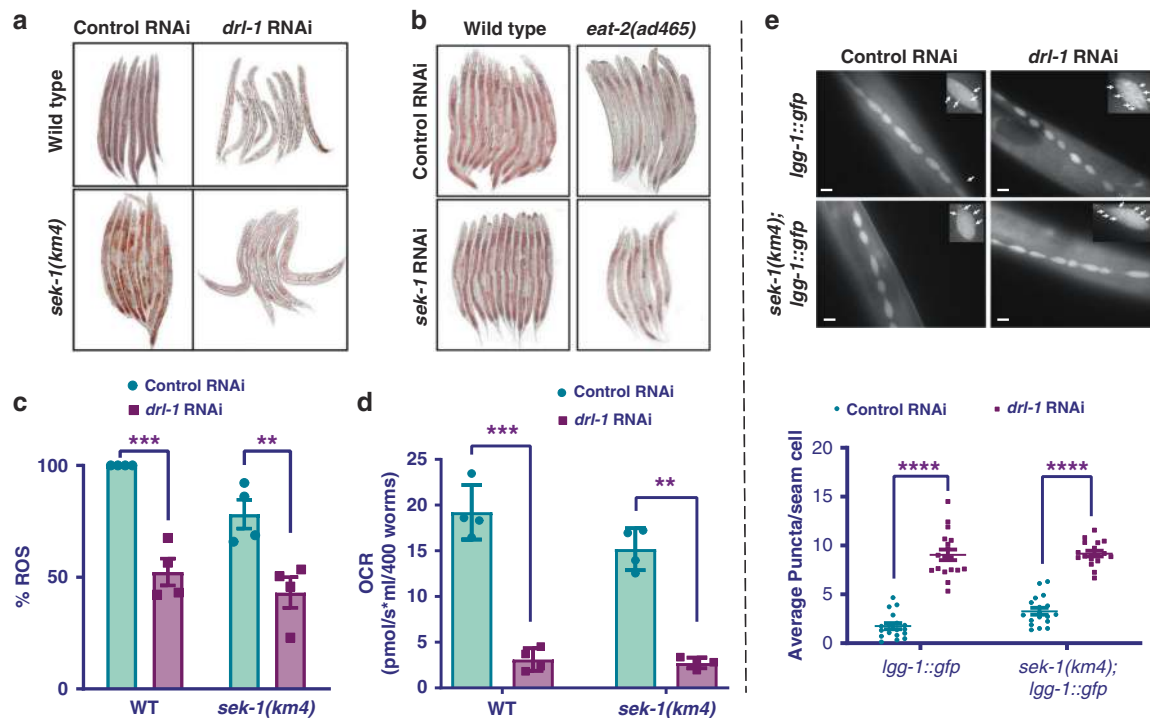 a
Control RNAi
drl-1 RNAi
Wild type
sek-1(km4)
b
Wild type
eat-2(ad465)
Control RNAi
sek-1 RNAi
c
Control RNAi
drl-1 RNAi
***
**
100
50
0
% ROS
WT
sek-1(km4)
d
Control RNAi
drl-1 RNAi
***
**
25
20
15
10
5
0
OCR
(pmol/s*ml/400 worms)
WT
sek-1(km4)
e
Control RNAi
drl-1 RNAi
lgg-1::gfp
sek-1(km4);
lgg-1::gfp
Control RNAi
drl-1 RNAi
****
****
20
15
10
5
0
Average Puncta/seam cell
lgg-1::gfp
sek-1(km4);
lgg-1::gfp